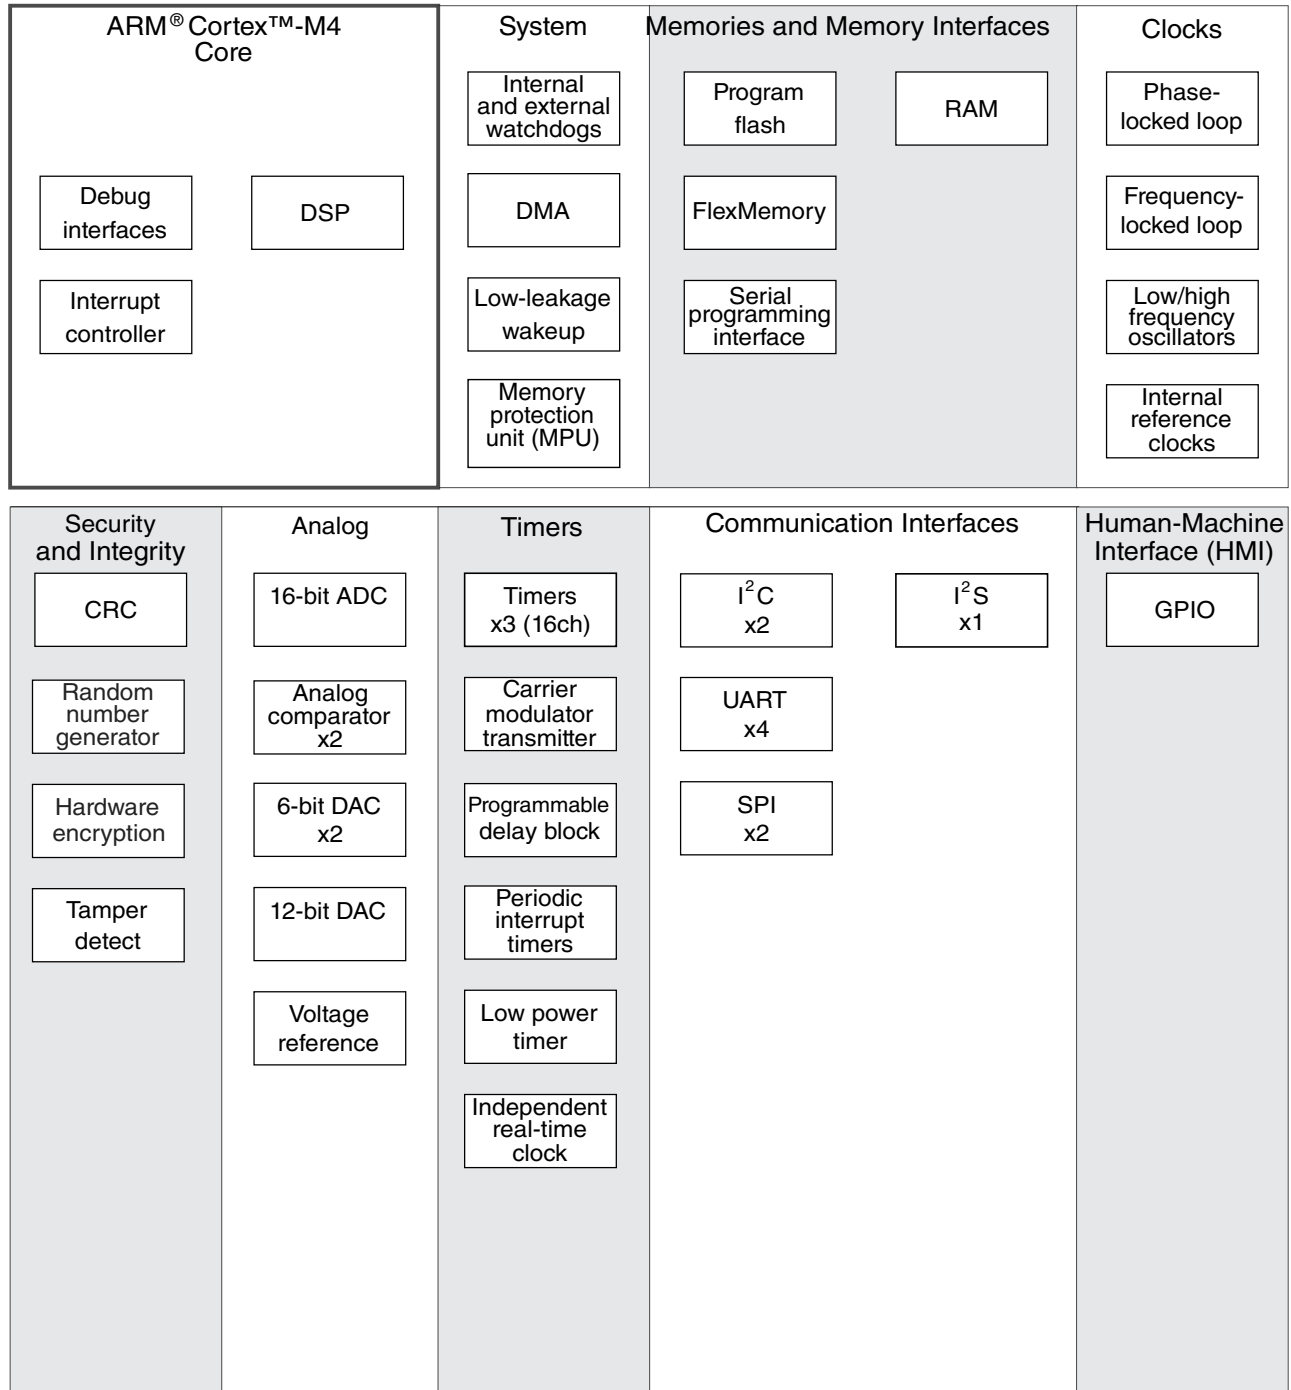 ARM® Cortex™-M4
Core
Debug
interfaces
DSP
Interrupt
controller
System
Internal
and external
watchdogs
DMA
Low-leakage
wakeup
Memory
protection
unit (MPU)
Memories and Memory Interfaces
Program
flash
RAM
FlexMemory
Serial
programming
interface
Clocks
Phase-
locked loop
Frequency-
locked loop
Low/high
frequency
oscillators
Internal
reference
clocks
Security
and Integrity
CRC
Random
number
generator
Hardware
encryption
Tamper
detect
Analog
16-bit ADC
Analog
comparator
x2
6-bit DAC
x2
12-bit DAC
Voltage
reference
Timers
Timers
x3 (16ch)
Carrier
modulator
transmitter
Programmable
delay block
Periodic
interrupt
timers
Low power
timer
Independent
real-time
clock
Communication Interfaces
I²C
x2
I²S
x1
UART
x4
SPI
x2
Human-Machine
Interface (HMI)
GPIO